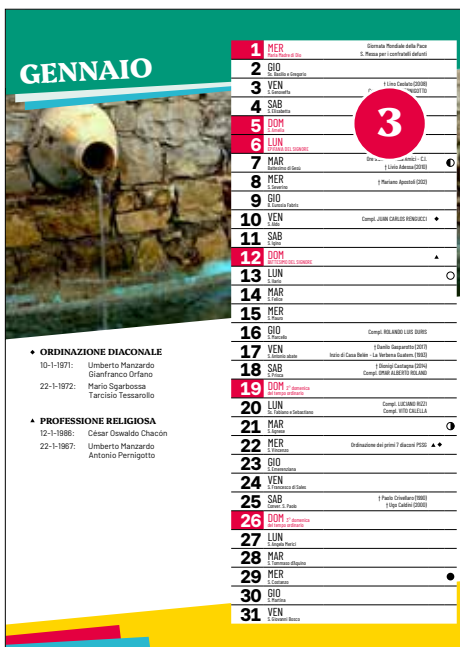 GENNAIO
1 MER
Maria Madre di Dio
Giornata Mondiale della Pace
S. Messa per i confratelli defunti
2 GIO
Ss. Basilio e Gregorio
3 VEN
S. Genoveffa
† Lino Cestato (2008)
4 SAB
S. Elisabetta
5 DOM
S. Amelia
3
6 LUN
EPIFANIA DEL SIGNORE
7 MAR
Battesimo di Gesù
Amici - C.I.
† Livio Adessa (2010)
8 MER
S. Severino
† Mariano Apostoli (202)
9 GIO
B. Eurosia Fabris
10 VEN
S. Aldo
Compl. JUAN CARLOS RENGUCCI ◆
11 SAB
S. Igino
12 DOM
BATTESIMO DEL SIGNORE
▲
13 LUN
S. Ilario
14 MAR
S. Felice
15 MER
S. Mauro
16 GIO
S. Marcello
Compl. ROLANDO LUIS DURIS
17 VEN
S. Antonio abate
† Danilo Gasparotto (2017)
Inizio di Casa Belén - La Verbena Guatem. (1993)
18 SAB
S. Prisca
† Dionigi Castagna (2014)
Compl. OMAR ALBERTO ROLAND
19 DOM 2ª domenica
del tempo ordinario
20 LUN
Ss. Fabiano e Sebastiano
Compl. LUCIANO RIZZI
Compl. VITO CALELLA
21 MAR
S. Agnese
22 MER
S. Vincenzo
Ordinazione dei primi 7 diaconi PSSG ▲ ◆
23 GIO
S. Emerenziana
24 VEN
S. Francesco di Sales
25 SAB
Conver. S. Paolo
† Paolo Crivellaro (1990)
† Ugo Caldini (2000)
26 DOM 3ª domenica
del tempo ordinario
27 LUN
S. Angela Merici
28 MAR
S. Tommaso d'Aquino
29 MER
S. Costanzo
30 GIO
S. Martina
31 VEN
S. Giovanni Bosco
◆ ORDINAZIONE DIACONALE
10-1-1971: Umberto Manzardo
Gianfranco Orfano
22-1-1972: Mario Sgarbossa
Tarcisio Tessarollo
▲ PROFESSIONE RELIGIOSA
12-1-1986: César Oswaldo Chacón
22-1-1967: Umberto Manzardo
Antonio Pernigotto